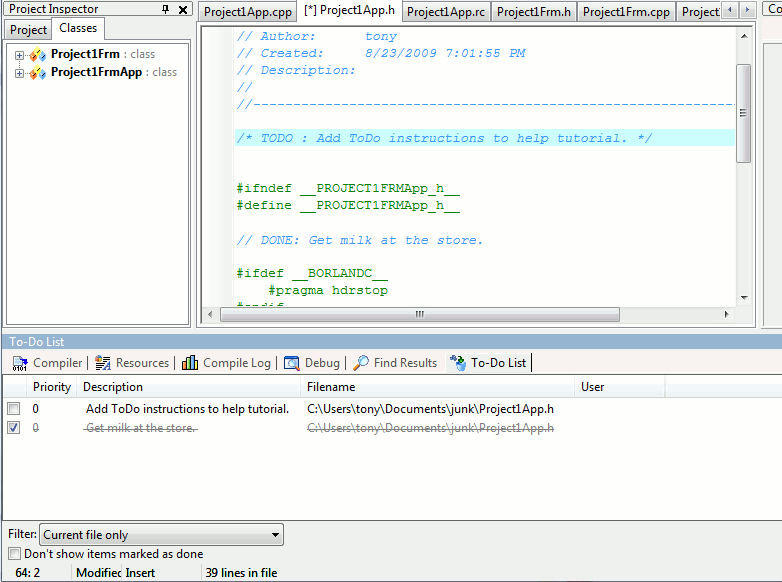 Project Inspector
Project Classes
Project1Frm : class
Project1FrmApp : class
Project1App.cpp [*] Project1App.h Project1App.rc Project1Frm.h Project1Frm.cpp Project
Co
// Author: tony
// Created: 8/23/2009 7:01:55 PM
// Description:
//
//------------------------------------------------------------
/* TODO : Add ToDo instructions to help tutorial. */
#ifndef __PROJECT1FRMApp_h__
#define __PROJECT1FRMApp_h__
// DONE: Get milk at the store.
#ifdef __BORLANDC__
#pragma hdrstop
#endif
To-Do List
Compiler Resources Compile Log Debug Find Results To-Do List
Priority Description Filename User
0 Add ToDo instructions to help tutorial. C:\Users\tony\Documents\junk\Project1App.h
0 Get milk at the store. C:\Users\tony\Documents\junk\Project1App.h
Filter: Current file only
Don't show items marked as done
64: 2 Modified Insert 39 lines in file